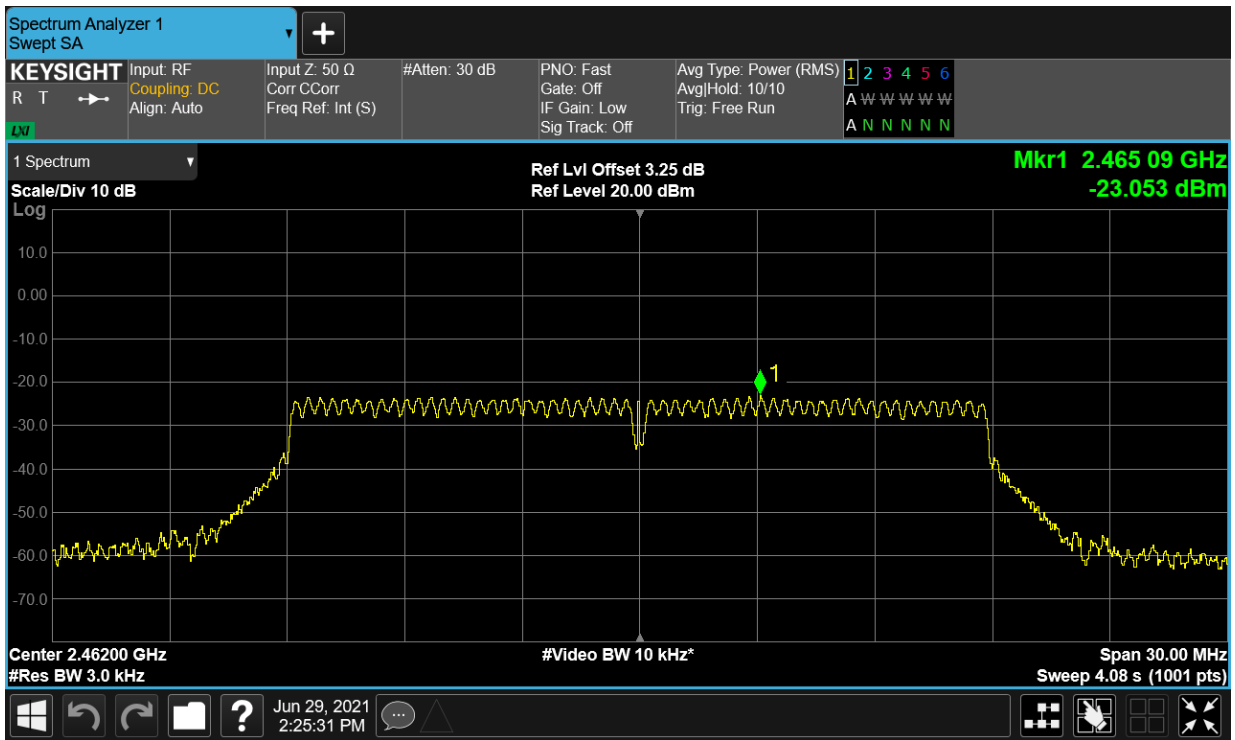 Spectrum Analyzer 1
Swept SA
▼
+
KEYSIGHT
R T
LXI
Input: RF
Coupling: DC
Align: Auto
Input Z: 50 Ω
Corr CCorr
Freq Ref: Int (S)
#Atten: 30 dB
PNO: Fast
Gate: Off
IF Gain: Low
Sig Track: Off
Avg Type: Power (RMS)
Avg|Hold: 10/10
Trig: Free Run
1 2 3 4 5 6
A W W W W W
A N N N N N
1 Spectrum ▼
Scale/Div 10 dB
Log
Ref Lvl Offset 3.25 dB
Ref Level 20.00 dBm
Mkr1 2.465 09 GHz
-23.053 dBm
10.0
0.00
-10.0
-20.0
-30.0
-40.0
-50.0
-60.0
-70.0
1
Center 2.46200 GHz
#Res BW 3.0 kHz
#Video BW 10 kHz*
Span 30.00 MHz
Sweep 4.08 s (1001 pts)
?
Jun 29, 2021
2:25:31 PM